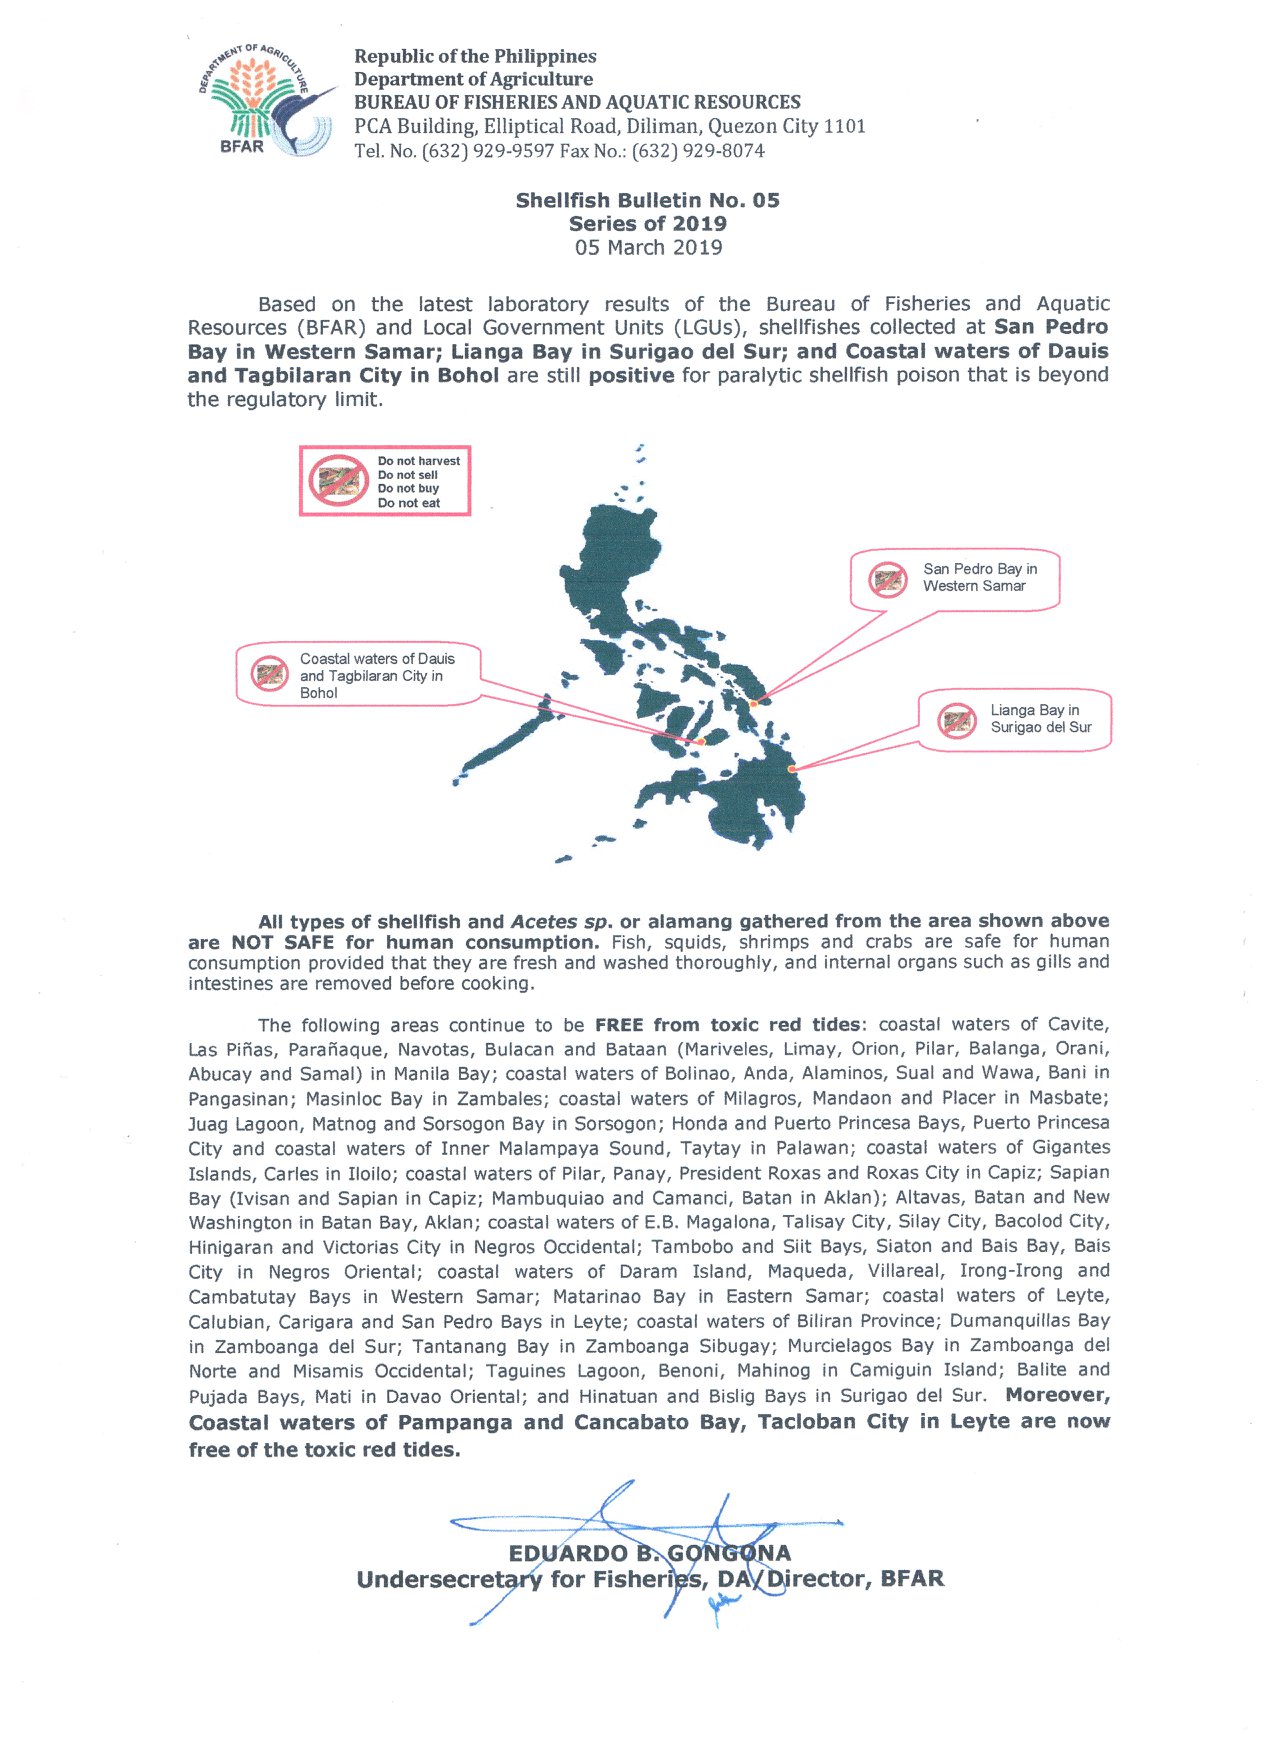 DEPARTMENT OF AGRICULTURE
BFAR
Republic of the Philippines
Department of Agriculture
BUREAU OF FISHERIES AND AQUATIC RESOURCES
PCA Building, Elliptical Road, Diliman, Quezon City 1101
Tel. No. (632) 929-9597 Fax No.: (632) 929-8074
Shellfish Bulletin No. 05
Series of 2019
05 March 2019
Based on the latest laboratory results of the Bureau of Fisheries and Aquatic
Resources (BFAR) and Local Government Units (LGUs), shellfishes collected at San Pedro
Bay in Western Samar; Lianga Bay in Surigao del Sur; and Coastal waters of Dauis
and Tagbilaran City in Bohol are still positive for paralytic shellfish poison that is beyond
the regulatory limit.
Do not harvest
Do not sell
Do not buy
Do not eat
San Pedro Bay in
Western Samar
Coastal waters of Dauis
and Tagbilaran City in
Bohol
Lianga Bay in
Surigao del Sur
All types of shellfish and Acetes sp. or alamang gathered from the area shown above
are NOT SAFE for human consumption. Fish, squids, shrimps and crabs are safe for human
consumption provided that they are fresh and washed thoroughly, and internal organs such as gills and
intestines are removed before cooking.
The following areas continue to be FREE from toxic red tides: coastal waters of Cavite,
Las Piñas, Parañaque, Navotas, Bulacan and Bataan (Mariveles, Limay, Orion, Pilar, Balanga, Orani,
Abucay and Samal) in Manila Bay; coastal waters of Bolinao, Anda, Alaminos, Sual and Wawa, Bani in
Pangasinan; Masinloc Bay in Zambales; coastal waters of Milagros, Mandaon and Placer in Masbate;
Juag Lagoon, Matnog and Sorsogon Bay in Sorsogon; Honda and Puerto Princesa Bays, Puerto Princesa
City and coastal waters of Inner Malampaya Sound, Taytay in Palawan; coastal waters of Gigantes
Islands, Carles in Iloilo; coastal waters of Pilar, Panay, President Roxas and Roxas City in Capiz; Sapian
Bay (Ivisan and Sapian in Capiz; Mambuquiao and Camanci, Batan in Aklan); Altavas, Batan and New
Washington in Batan Bay, Aklan; coastal waters of E.B. Magalona, Talisay City, Silay City, Bacolod City,
Hinigaran and Victorias City in Negros Occidental; Tambobo and Siit Bays, Siaton and Bais Bay, Bais
City in Negros Oriental; coastal waters of Daram Island, Maqueda, Villareal, Irong-Irong and
Cambatutay Bays in Western Samar; Matarinao Bay in Eastern Samar; coastal waters of Leyte,
Calubian, Carigara and San Pedro Bays in Leyte; coastal waters of Biliran Province; Dumanquillas Bay
in Zamboanga del Sur; Tantanang Bay in Zamboanga Sibugay; Murcielagos Bay in Zamboanga del
Norte and Misamis Occidental; Taguines Lagoon, Benoni, Mahinog in Camiguin Island; Balite and
Pujada Bays, Mati in Davao Oriental; and Hinatuan and Bislig Bays in Surigao del Sur. Moreover,
Coastal waters of Pampanga and Cancabato Bay, Tacloban City in Leyte are now
free of the toxic red tides.
EDUARDO B. GONGONA
Undersecretary for Fisheries, DA/Director, BFAR